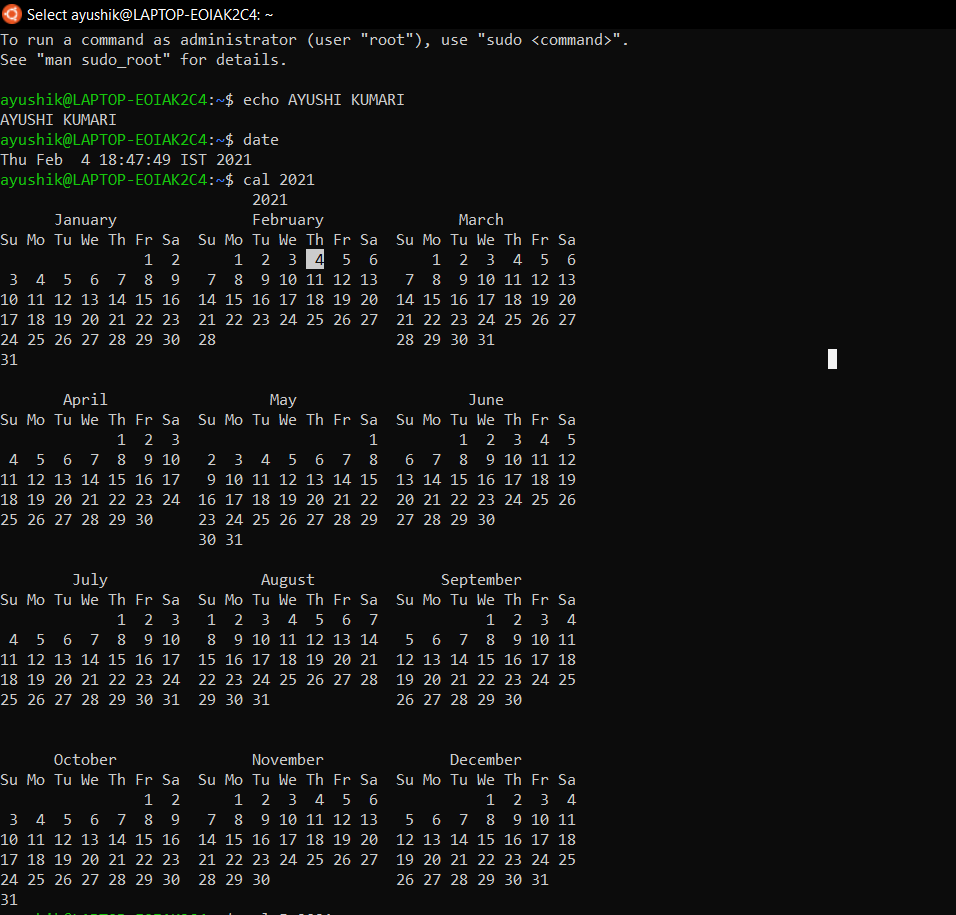 Select ayushik@LAPTOP-EOIAK2C4: ~
To run a command as administrator (user "root"), use "sudo <command>".
See "man sudo_root" for details.

ayushik@LAPTOP-EOIAK2C4:~$ echo AYUSHI KUMARI
AYUSHI KUMARI
ayushik@LAPTOP-EOIAK2C4:~$ date
Thu Feb  4 18:47:49 IST 2021
ayushik@LAPTOP-EOIAK2C4:~$ cal 2021
                            2021
      January               February               March
Su Mo Tu We Th Fr Sa  Su Mo Tu We Th Fr Sa  Su Mo Tu We Th Fr Sa
                1  2      1  2  3  4  5  6      1  2  3  4  5  6
 3  4  5  6  7  8  9   7  8  9 10 11 12 13   7  8  9 10 11 12 13
10 11 12 13 14 15 16  14 15 16 17 18 19 20  14 15 16 17 18 19 20
17 18 19 20 21 22 23  21 22 23 24 25 26 27  21 22 23 24 25 26 27
24 25 26 27 28 29 30  28                    28 29 30 31
31

       April                  May                   June
Su Mo Tu We Th Fr Sa  Su Mo Tu We Th Fr Sa  Su Mo Tu We Th Fr Sa
             1  2  3                     1         1  2  3  4  5
 4  5  6  7  8  9 10   2  3  4  5  6  7  8   6  7  8  9 10 11 12
11 12 13 14 15 16 17   9 10 11 12 13 14 15  13 14 15 16 17 18 19
18 19 20 21 22 23 24  16 17 18 19 20 21 22  20 21 22 23 24 25 26
25 26 27 28 29 30     23 24 25 26 27 28 29  27 28 29 30
                      30 31

        July                 August              September
Su Mo Tu We Th Fr Sa  Su Mo Tu We Th Fr Sa  Su Mo Tu We Th Fr Sa
             1  2  3   1  2  3  4  5  6  7            1  2  3  4
 4  5  6  7  8  9 10   8  9 10 11 12 13 14   5  6  7  8  9 10 11
11 12 13 14 15 16 17  15 16 17 18 19 20 21  12 13 14 15 16 17 18
18 19 20 21 22 23 24  22 23 24 25 26 27 28  19 20 21 22 23 24 25
25 26 27 28 29 30 31  29 30 31              26 27 28 29 30

      October               November              December
Su Mo Tu We Th Fr Sa  Su Mo Tu We Th Fr Sa  Su Mo Tu We Th Fr Sa
                1  2      1  2  3  4  5  6            1  2  3  4
 3  4  5  6  7  8  9   7  8  9 10 11 12 13   5  6  7  8  9 10 11
10 11 12 13 14 15 16  14 15 16 17 18 19 20  12 13 14 15 16 17 18
17 18 19 20 21 22 23  21 22 23 24 25 26 27  19 20 21 22 23 24 25
24 25 26 27 28 29 30  28 29 30              26 27 28 29 30 31
31